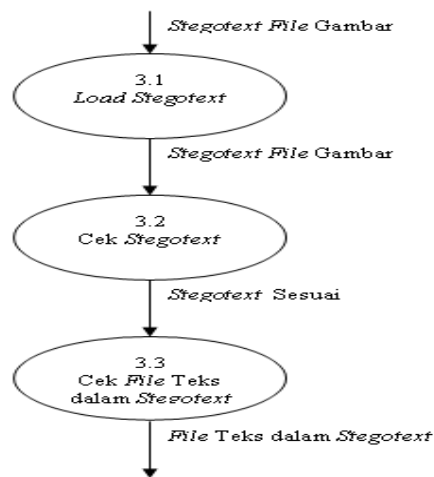 Stegotext File Gambar
3.1
Load Stegotext
Stegotext File Gambar
3.2
Cek Stegotext
Stegotext Sesuai
3.3
Cek File Teks
dalam Stegotext
File Teks dalam Stegotext